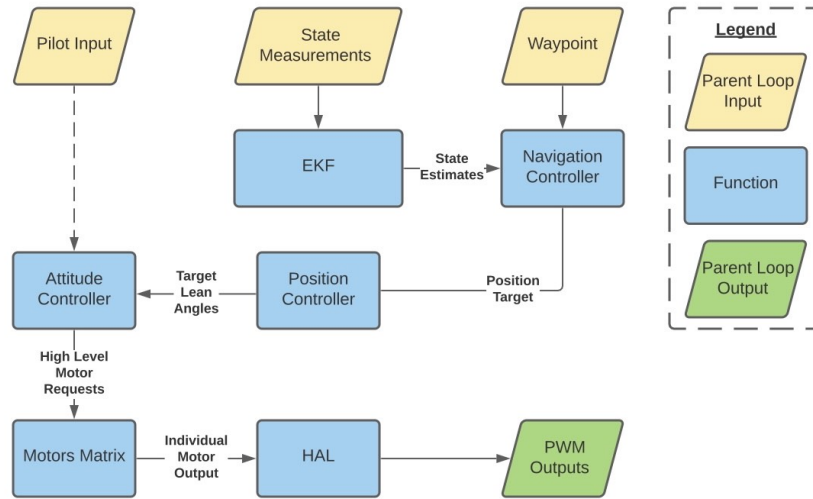 Pilot Input
State
Measurements
Waypoint
Legend
Parent Loop
Input
EKF
State
Estimates
Navigation
Controller
Function
Attitude
Controller
Target
Lean
Angles
Position
Controller
Position
Target
Parent Loop
Output
High Level
Motor
Requests
Motors Matrix
Individual
Motor
Output
HAL
PWM
Outputs